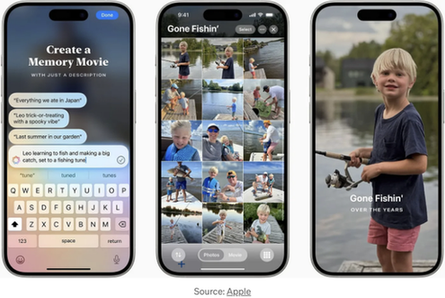 Done
Create a
Memory Movie
WITH JUST A DESCRIPTION
"Everything we ate in Japan"
"Leo trick-or-treating
with a spooky vibe"
"Last summer in our garden"
Leo learning to fish and making a big
catch, set to a fishing tune
"tune" tuned tunes
Q W E R T Y U I O P
A S D F G H J K L
Z X C V B N M
123 space return
9:41
Gone Fishin'
Select
Photos Movie
Gone Fishin'
OVER THE YEARS
Source: Apple